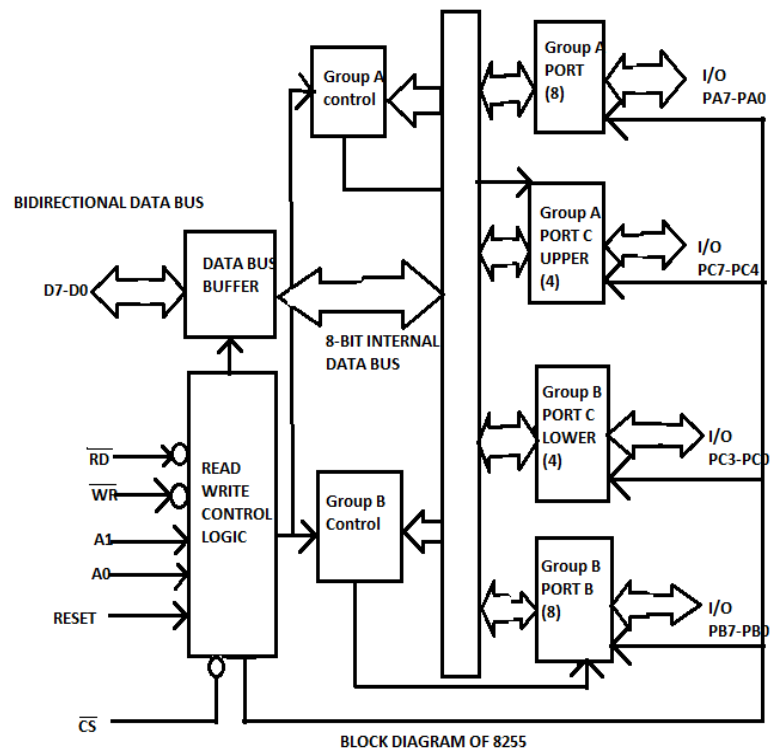 Group A
control
Group A
PORT
(8)
I/O
PA7-PA0
BIDIRECTIONAL DATA BUS
Group A
PORT C
UPPER
(4)
I/O
PC7-PC4
D7-D0
DATA BUS
BUFFER
8-BIT INTERNAL
DATA BUS
Group B
PORT C
LOWER
(4)
I/O
PC3-PC0
RD
WR
A1
A0
RESET
READ
WRITE
CONTROL
LOGIC
Group B
Control
Group B
PORT B
(8)
I/O
PB7-PB0
CS
BLOCK DIAGRAM OF 8255